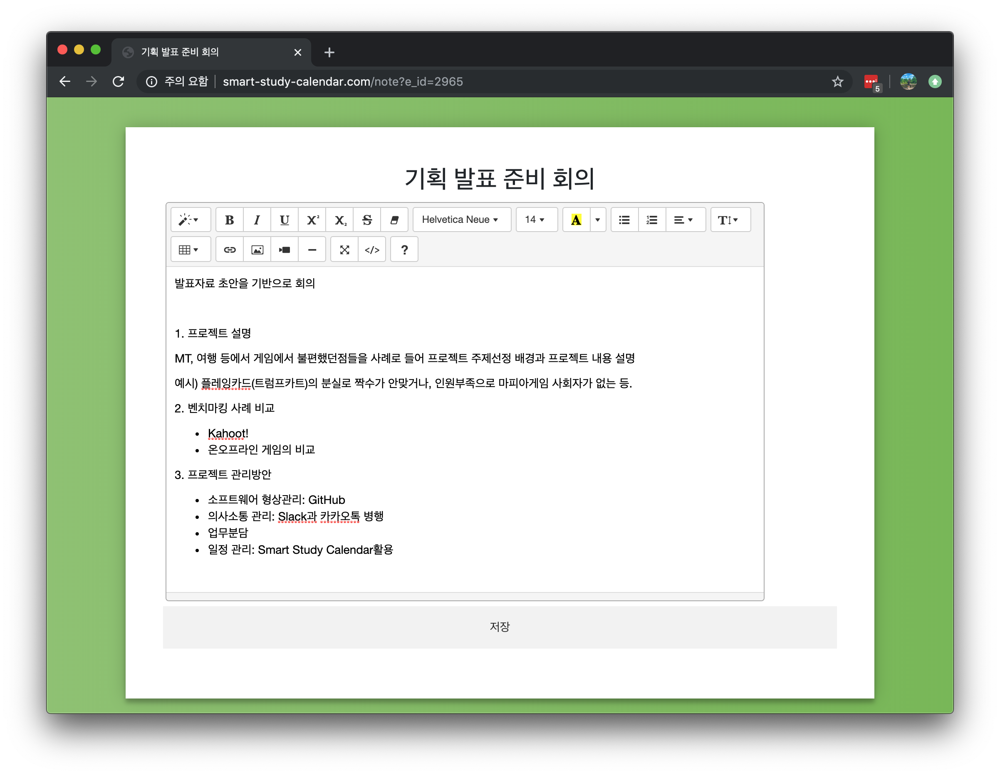 기획 발표 준비 회의
주의 요함 smart-study-calendar.com/note?e_id=2965
5
기획 발표 준비 회의
B I U X² X₂ S Helvetica Neue 14 A T
</> ?
발표자료 초안을 기반으로 회의
1. 프로젝트 설명
MT, 여행 등에서 게임에서 불편했던점들을 사례로 들어 프로젝트 주제선정 배경과 프로젝트 내용 설명
예시) 플레잉카드(트럼프카트)의 분실로 짝수가 안맞거나, 인원부족으로 마피아게임 사회자가 없는 등.
2. 벤치마킹 사례 비교
• Kahoot!
• 온오프라인 게임의 비교
3. 프로젝트 관리방안
• 소프트웨어 형상관리: GitHub
• 의사소통 관리: Slack과 카카오톡 병행
• 업무분담
• 일정 관리: Smart Study Calendar활용
저장